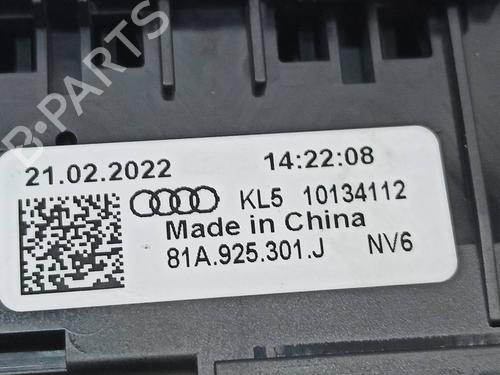 B-PARTS
21.02.2022 14:22:08
KL5 10134112
Made in China
81A.925.301.J NV6